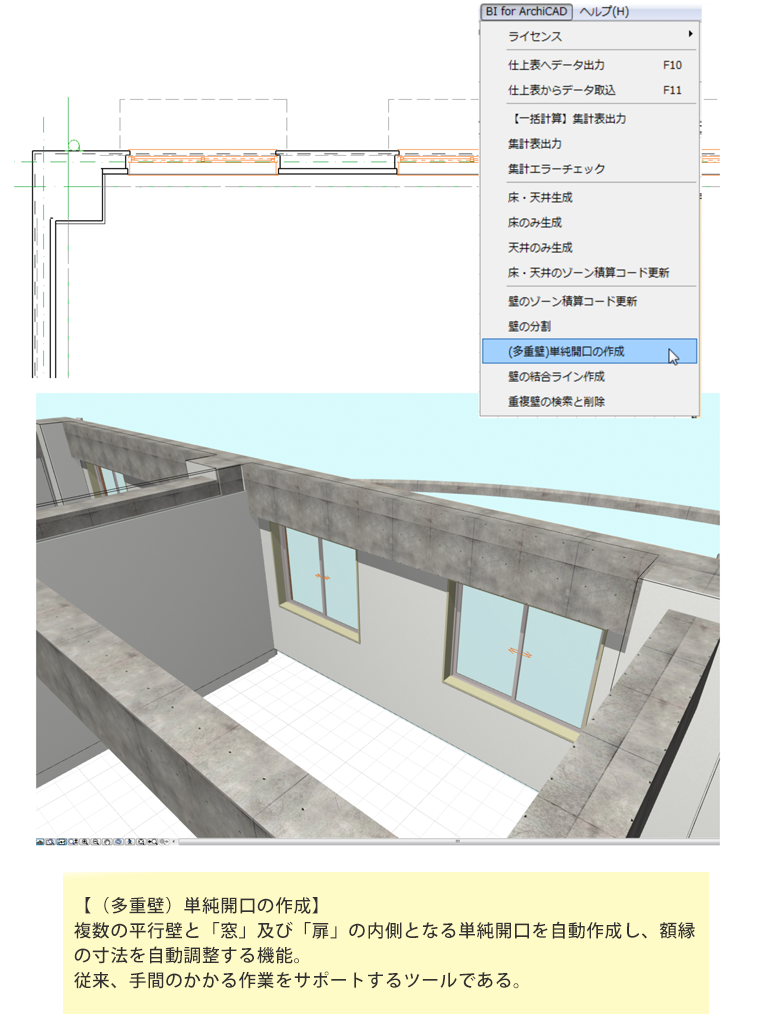 BI for ArchiCAD ヘルプ(H)
ライセンス
仕上表へデータ出力 F10
仕上表からデータ取込 F11
【一括計算】集計表出力
集計表出力
集計エラーチェック
床・天井生成
床のみ生成
天井のみ生成
床・天井のゾーン積算コード更新
壁のゾーン積算コード更新
壁の分割
(多重壁)単純開口の作成
壁の結合ライン作成
重複壁の検索と削除
【（多重壁）単純開口の作成】
複数の平行壁と「窓」及び「扉」の内側となる単純開口を自動作成し、額縁
の寸法を自動調整する機能。
従来、手間のかかる作業をサポートするツールである。